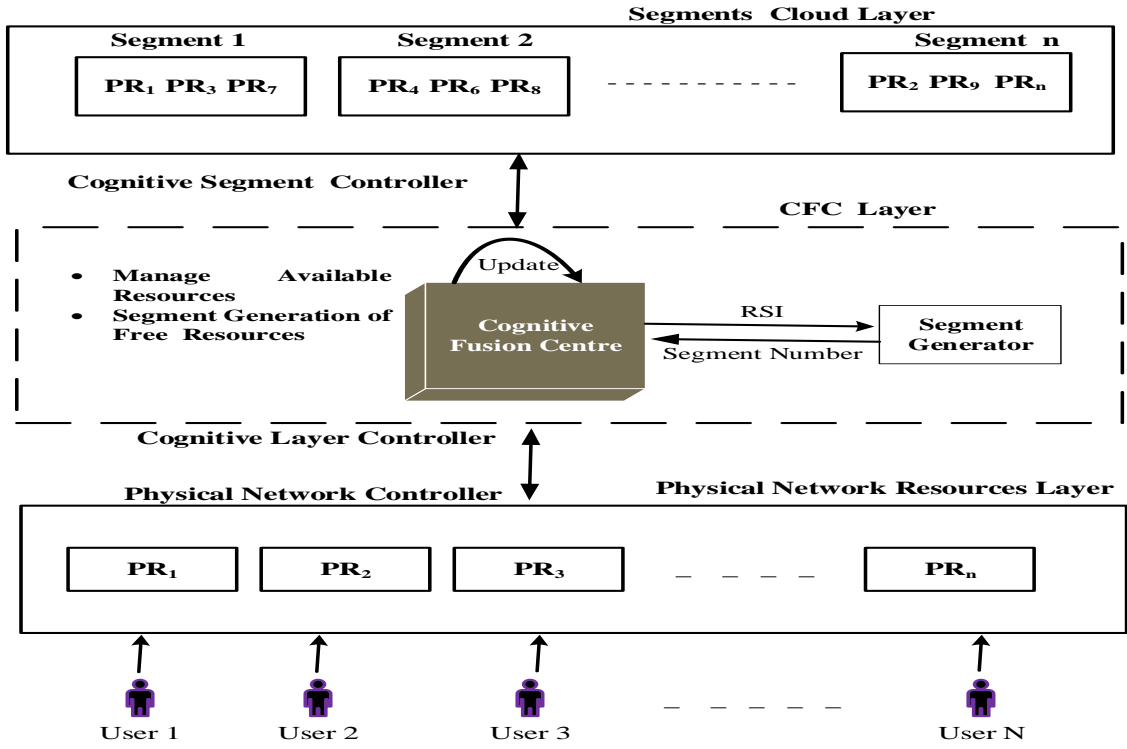 Segments Cloud Layer
Segment 1
Segment 2
Segment n
PR₁ PR₃ PR₇
PR₄ PR₆ PR₈
PR₂ PR₉ PRₙ
Cognitive Segment Controller
CFC Layer
Update
• Manage Available
Resources
• Segment Generation of
Free Resources
Cognitive
Fusion Centre
RSI
Segment Number
Segment
Generator
Cognitive Layer Controller
Physical Network Controller
Physical Network Resources Layer
PR₁
PR₂
PR₃
PRₙ
User 1
User 2
User 3
User N